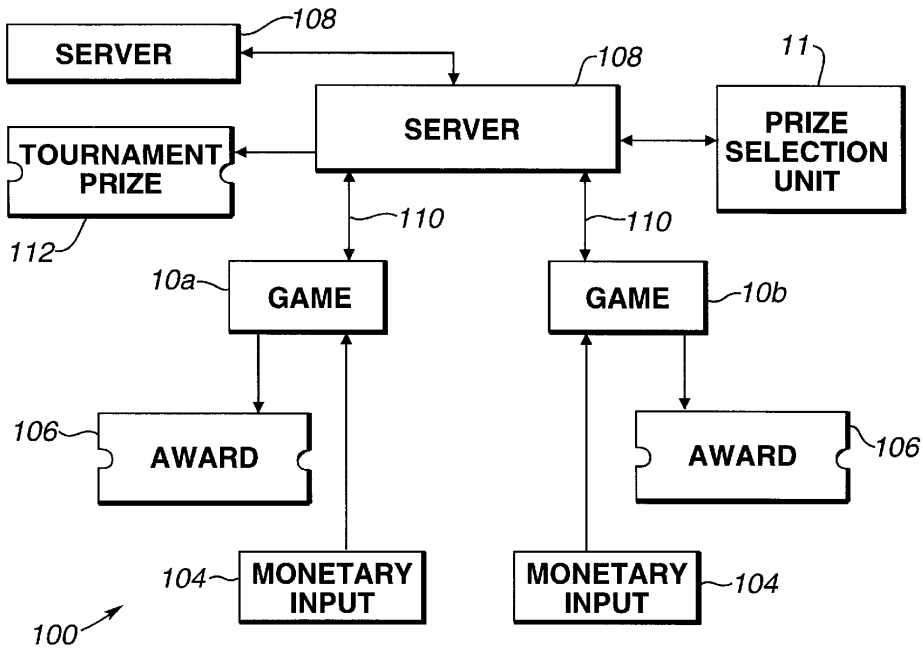 108
SERVER
108
SERVER
11
PRIZE
SELECTION
UNIT
TOURNAMENT
PRIZE
112
110
110
10a
GAME
GAME
10b
106
AWARD
AWARD
106
104
MONETARY
INPUT
MONETARY
INPUT
104
100